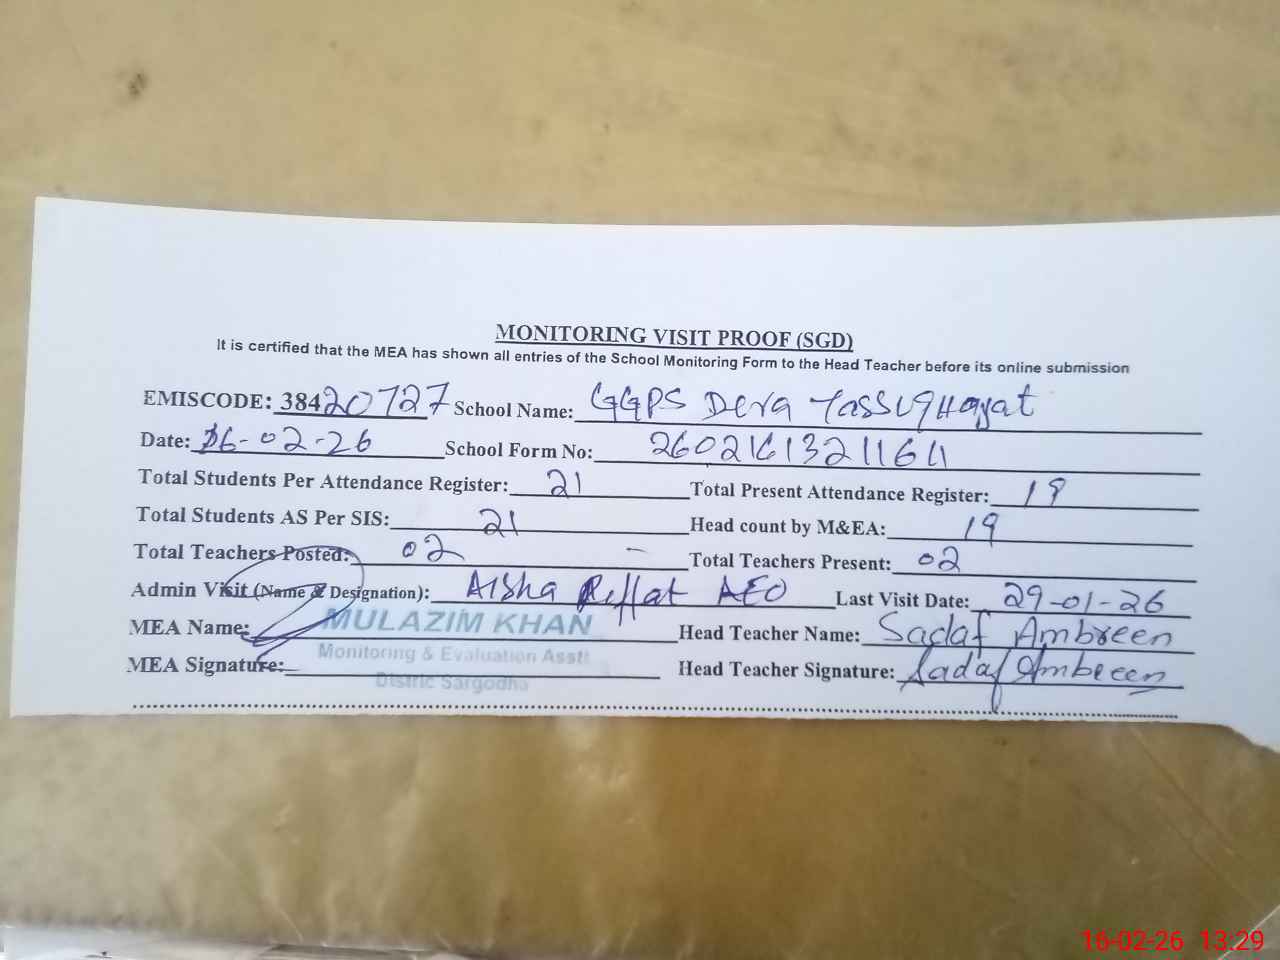 MONITORING VISIT PROOF (SGD)
It is certified that the MEA has shown all entries of the School Monitoring Form to the Head Teacher before its online submission
EMISCODE: 38420727 School Name: GGPS Dera Hayat
Date: 16-02-26 School Form No:
Total Students Per Attendance Register: 21 Total Present Attendance Register: 19
Total Students AS Per SIS: 21 Head count by M&EA: 19
Total Teachers Posted: 02 Total Teachers Present: 02
Admin Visit (Name & Designation): Aisha Riffat AEO Last Visit Date: 29-01-26
MEA Name: MULAZIM KHAN Head Teacher Name: Sadaf Ambreen
Monitoring & Evaluation Asstt
MEA Signature: Head Teacher Signature: Sadaf Ambreen
Distric Sargodha
16-02-26 13:29